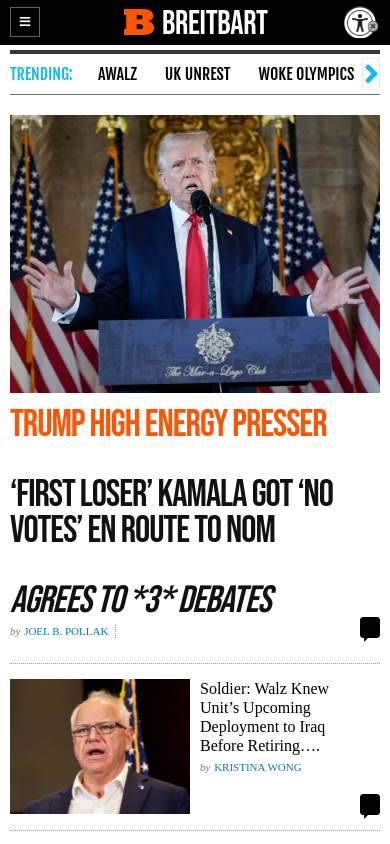 BREITBART
TRENDING:
AWALZ
UK UNREST
WOKE OLYMPICS
The Mar-a-Lago Club
TRUMP HIGH ENERGY PRESSER
‘FIRST LOSER’ KAMALA GOT ‘NO
VOTES’ EN ROUTE TO NOM
AGREES TO *3* DEBATES
by JOEL B. POLLAK
Soldier: Walz Knew
Unit’s Upcoming
Deployment to Iraq
Before Retiring….
by KRISTINA WONG